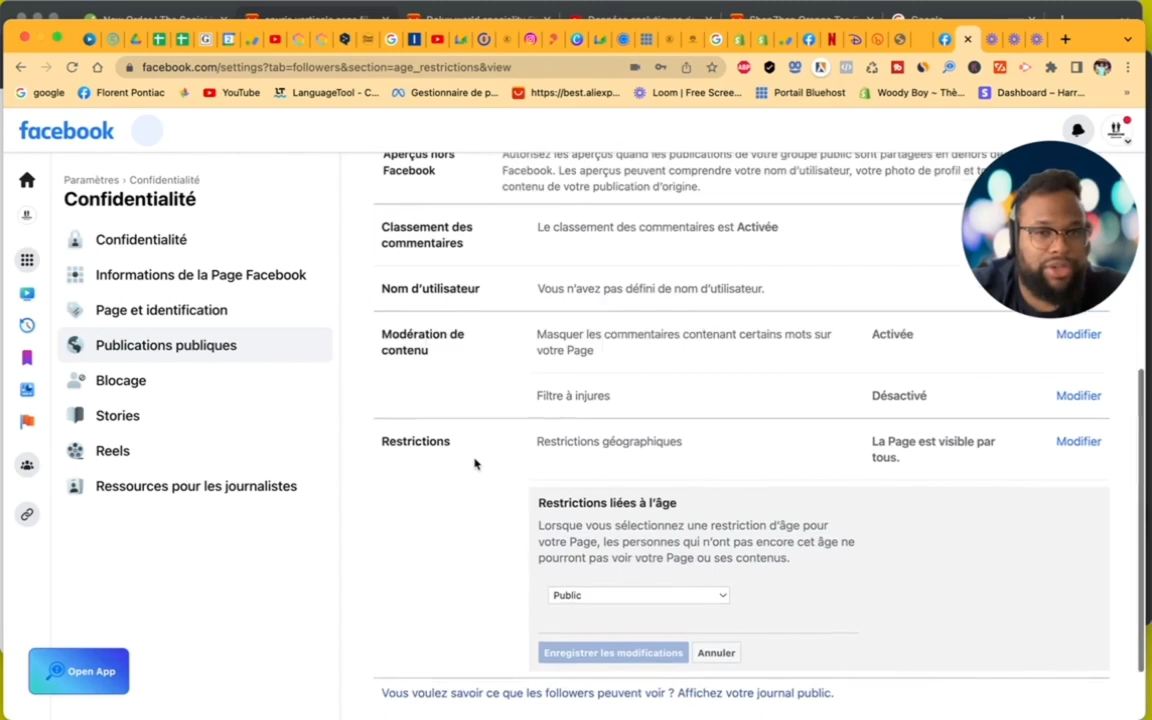 facebook.com/settings?tab=followers&section=age_restrictions&view
google
Florent Pontiac
YouTube
LanguageTool - C...
Gestionnaire de p...
https://best.aliexp...
Loom | Free Scree...
Portail Bluehost
Woody Boy – Thè...
Dashboard – Harr...
»
facebook
Paramètres › Confidentialité
Confidentialité
Confidentialité
Informations de la Page Facebook
Page et identification
Publications publiques
Blocage
Stories
Reels
Ressources pour les journalistes
Open App
Aperçus hors
Facebook
Autorisez les aperçus quand les publications de votre groupe public sont partagées en dehors
Facebook. Les aperçus peuvent comprendre votre nom d'utilisateur, votre photo de profil et
contenu de votre publication d'origine.
Classement des
commentaires
Le classement des commentaires est Activée
Nom d'utilisateur
Vous n'avez pas défini de nom d'utilisateur.
Modération de
contenu
Masquer les commentaires contenant certains mots sur
votre Page
Activée
Modifier
Filtre à injures
Désactivé
Modifier
Restrictions
Restrictions géographiques
La Page est visible par
tous.
Modifier
Restrictions liées à l'âge
Lorsque vous sélectionnez une restriction d'âge pour
votre Page, les personnes qui n'ont pas encore cet âge ne
pourront pas voir votre Page ou ses contenus.
Public
Enregistrer les modifications
Annuler
Vous voulez savoir ce que les followers peuvent voir ? Affichez votre journal public.